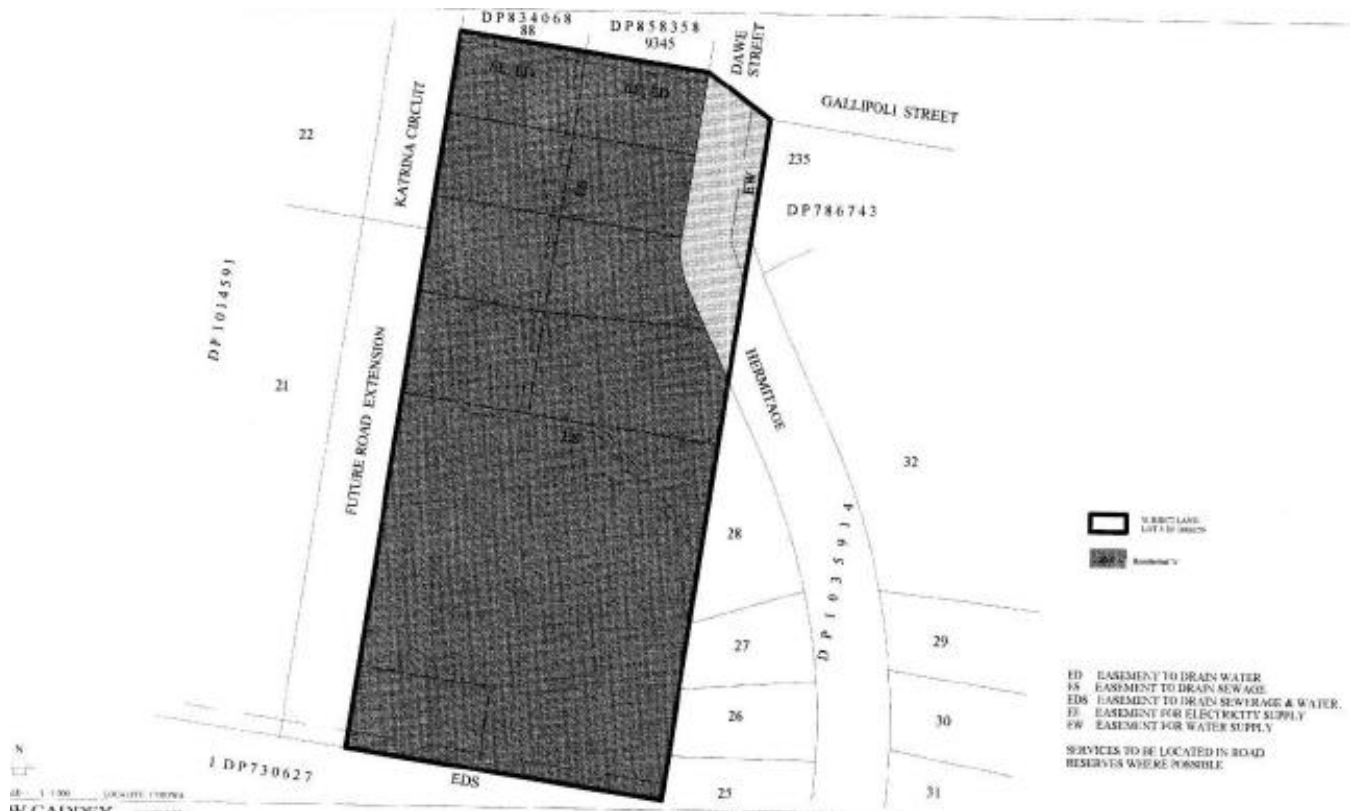 DP834068
88
DP858358
9345
DAWE
STREET
GALLIPOLI STREET
22
KATRINA CIRCUIT
235
EW
DP786743
ES
DP1014591
21
FUTURE ROAD EXTENSION
HERMITAGE
32
ES
28
DP1035914
27
29
26
30
25
31
1 DP730627
EDS
N
ED EASEMENT TO DRAIN WATER
ES EASEMENT TO DRAIN SEWAGE
EDS EASEMENT TO DRAIN SEWERAGE & WATER.
EE EASEMENT FOR ELECTRICITY SUPPLY
EW EASEMENT FOR WATER SUPPLY
SERVICES TO BE LOCATED IN ROAD
RESERVES WHERE POSSIBLE